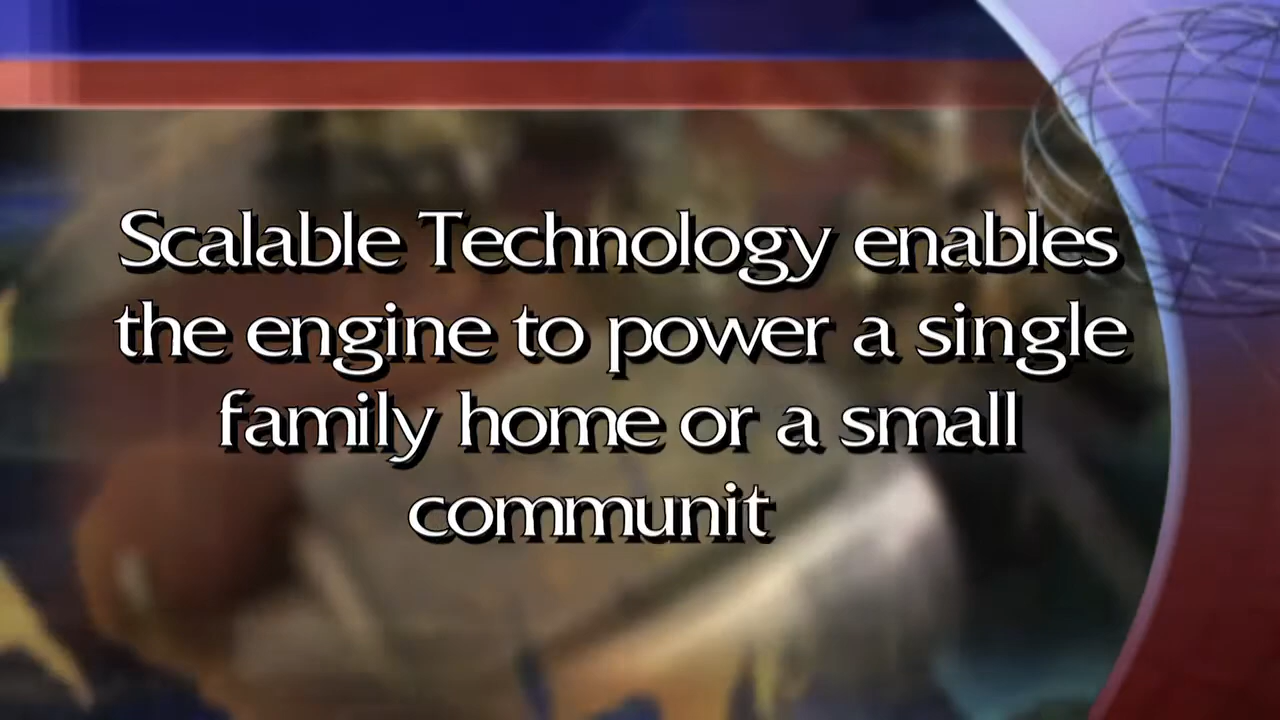 Scalable Technology enables
the engine to power a single
family home or a small
communit